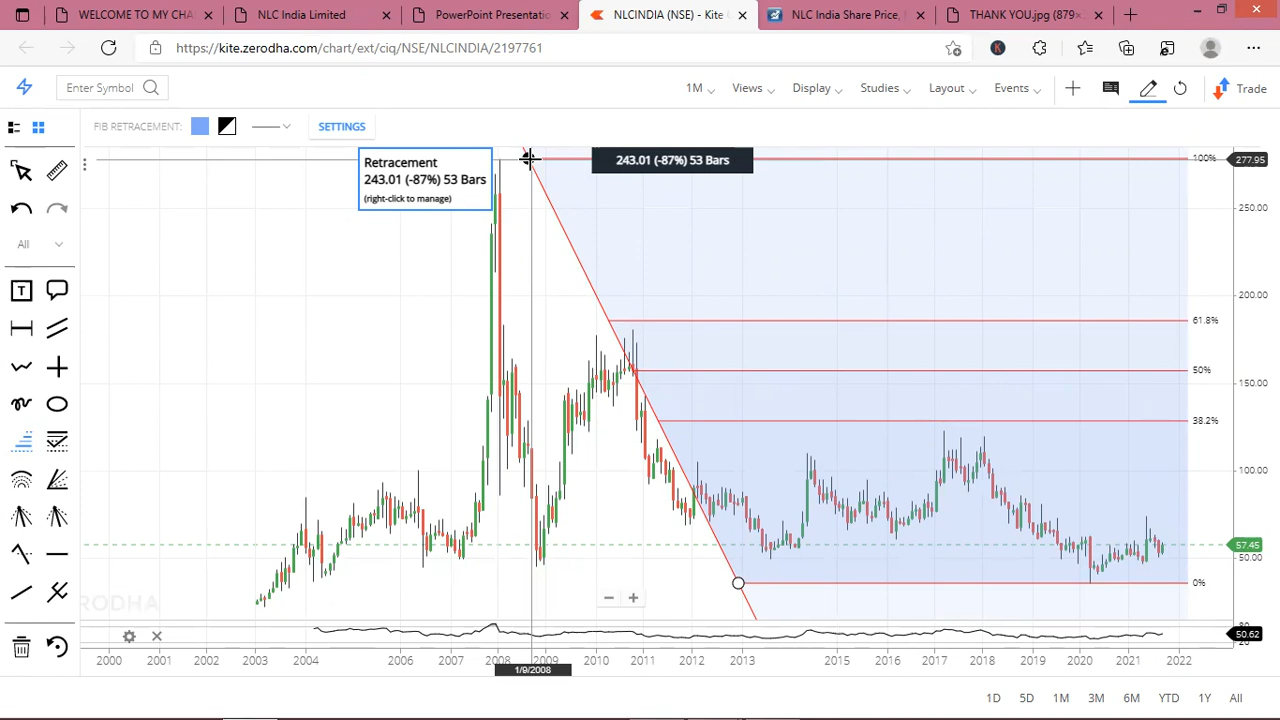 WELCOME TO MY CHA
NLC India Limited
PowerPoint Presentatio
NLCINDIA (NSE) - Kite
NLC India Share Price,
THANK YOU.jpg (879×
https://kite.zerodha.com/chart/ext/ciq/NSE/NLCINDIA/2197761
Enter Symbol
1M
Views
Display
Studies
Layout
Events
Trade
FIB RETRACEMENT:
SETTINGS
Retracement
243.01 (-87%) 53 Bars
(right-click to manage)
243.01 (-87%) 53 Bars
100%
277.95
250.00
All
200.00
61.8%
50%
150.00
38.2%
100.00
57.45
50.00
0%
ERODHA
50.62
20
2000 2001 2002 2003 2004 2006 2007 2008 2009 2010 2011 2012 2013 2015 2016 2017 2018 2019 2020 2021 2022
1/9/2008
1D 5D 1M 3M 6M YTD 1Y All